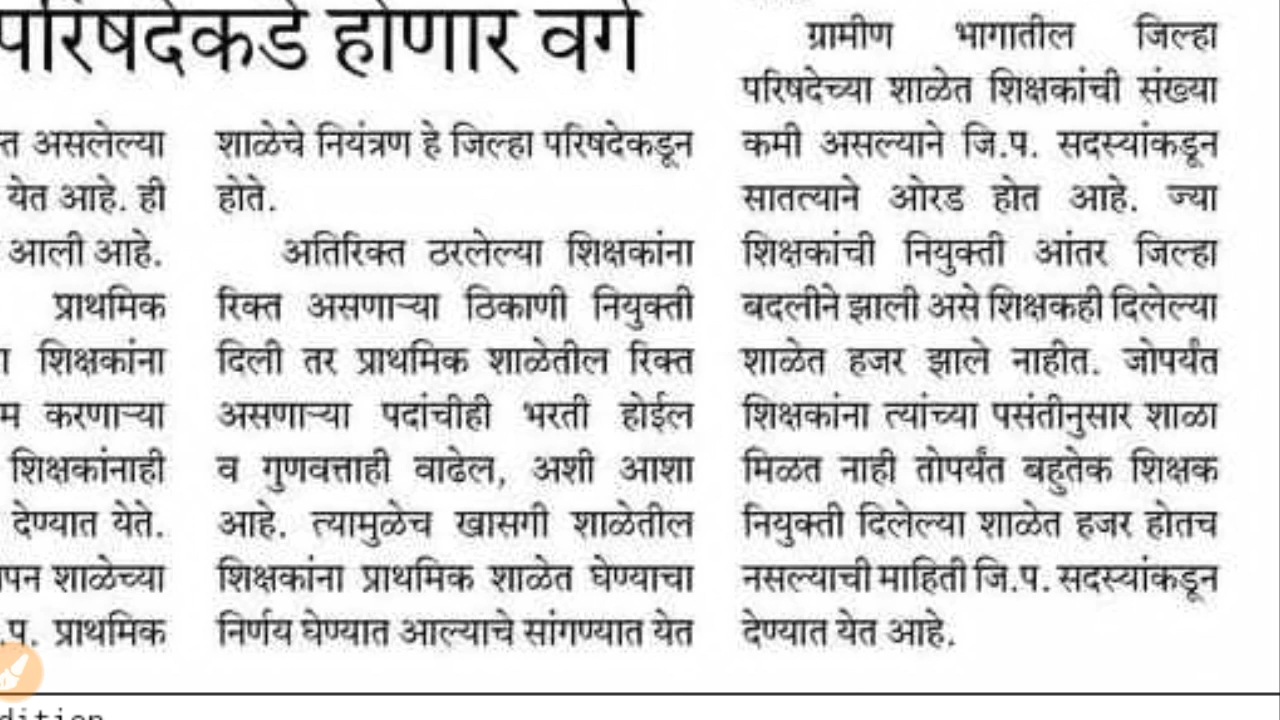 परिषदेकडे होणार वर्ग
असलेल्या
येत आहे. ही
आली आहे.
प्राथमिक
शिक्षकांना
करणाऱ्या
शिक्षकांनाही
देण्यात येते.
शाळेच्या
प्राथमिक
शाळेचे नियंत्रण हे जिल्हा परिषदेकडून
होते.
अतिरिक्त ठरलेल्या शिक्षकांना
रिक्त असणाऱ्या ठिकाणी नियुक्ती
दिली तर प्राथमिक शाळेतील रिक्त
असणाऱ्या पदांचीही भरती होईल
व गुणवत्ताही वाढेल, अशी आशा
आहे. त्यामुळेच खासगी शाळेतील
शिक्षकांना प्राथमिक शाळेत घेण्याचा
निर्णय घेण्यात आल्याचे सांगण्यात येत
ग्रामीण भागातील जिल्हा
परिषदेच्या शाळेत शिक्षकांची संख्या
कमी असल्याने जि.प. सदस्यांकडून
सातत्याने ओरड होत आहे. ज्या
शिक्षकांची नियुक्ती आंतर जिल्हा
बदलीने झाली असे शिक्षकही दिलेल्या
शाळेत हजर झाले नाहीत. जोपर्यंत
शिक्षकांना त्यांच्या पसंतीनुसार शाळा
मिळत नाही तोपर्यंत बहुतेक शिक्षक
नियुक्ती दिलेल्या शाळेत हजर होतच
नसल्याची माहिती जि.प. सदस्यांकडून
देण्यात येत आहे.